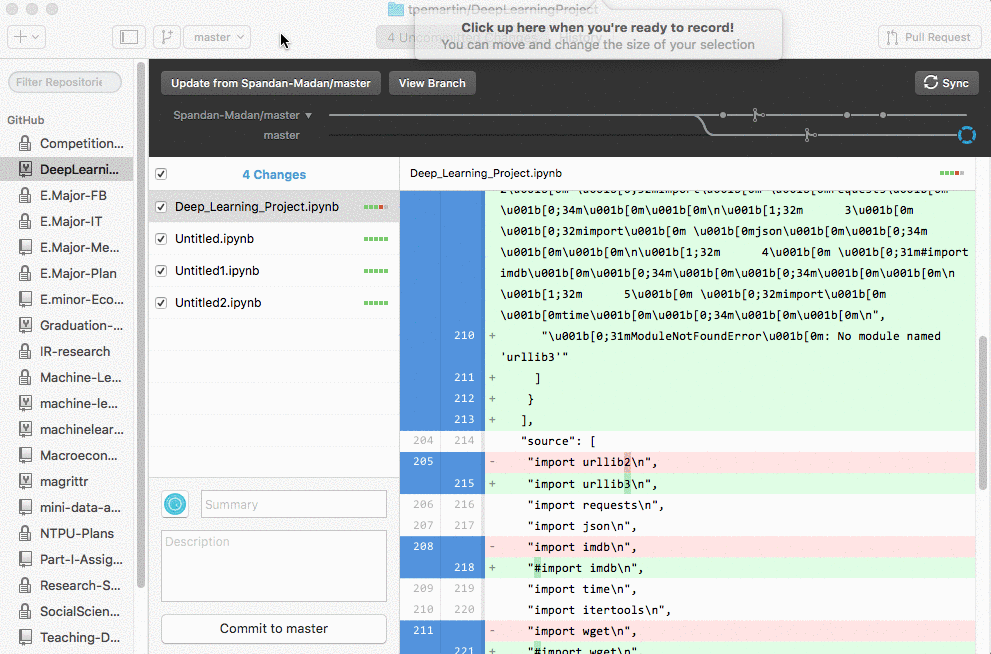 tpemartin/DeepLearningProject
Click up here when you're ready to record!
You can move and change the size of your selection
master
4 Uncommitted Changes
History
Pull Request
Filter Repositorie
GitHub
Competition...
DeepLearni...
E.Major-FB
E.Major-IT
E.Major-Me...
E.Major-Plan
E.minor-Eco...
Graduation-...
IR-research
Machine-Le...
machine-le...
machinelear...
Macroecon...
magrittr
mini-data-a...
NTPU-Plans
Part-I-Assig...
Research-S...
SocialScien...
Teaching-D...
Update from Spandan-Madan/master
View Branch
Sync
Spandan-Madan/master
master
4 Changes
Deep_Learning_Project.ipynb
Untitled.ipynb
Untitled1.ipynb
Untitled2.ipynb
Summary
Description
Commit to master
Deep_Learning_Project.ipynb
\u001b[0;34m\u001b[0m\u001b[0m\n\u001b[1;32m      3\u001b[0m
\u001b[0;32mimport\u001b[0m \u001b[0mjson\u001b[0m\u001b[0;34m
\u001b[0m\u001b[0m\n\u001b[1;32m      4\u001b[0m \u001b[0;31m#import
imdb\u001b[0m\u001b[0;34m\u001b[0m\u001b[0;34m\u001b[0m\u001b[0m\n
\u001b[1;32m      5\u001b[0m \u001b[0;32mimport\u001b[0m
\u001b[0mtime\u001b[0m\u001b[0;34m\u001b[0m\u001b[0m\n",
210 + "\u001b[0;31mModuleNotFoundError\u001b[0m: No module named
'urllib3'"
211 + ]
212 + }
213 + ],
204 214 "source": [
205 - "import urllib2\n",
215 + "import urllib3\n",
206 216 "import requests\n",
207 217 "import json\n",
208 - "import imdb\n",
218 + "#import imdb\n",
209 219 "import time\n",
210 220 "import itertools\n",
211 - "import wget\n",
221 + "#import wget\n",